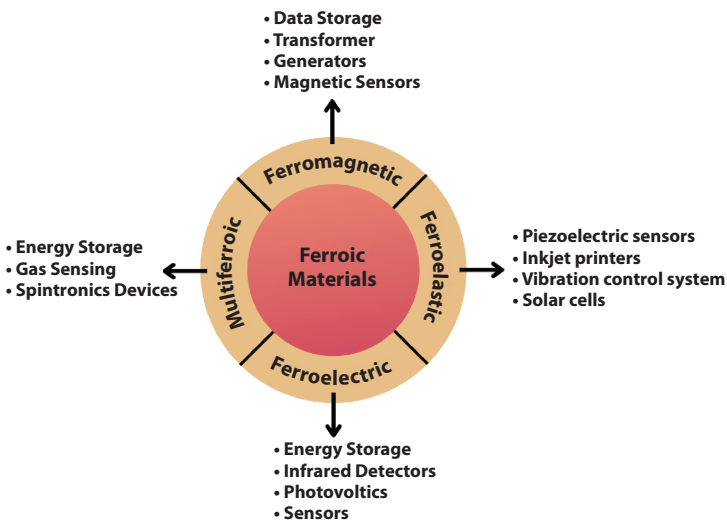 • Data Storage
• Transformer
• Generators
• Magnetic Sensors
Ferromagnetic
Multiferroic
Ferroic
Materials
Ferroelastic
Ferroelectric
• Energy Storage
• Gas Sensing
• Spintronics Devices
• Piezoelectric sensors
• Inkjet printers
• Vibration control system
• Solar cells
• Energy Storage
• Infrared Detectors
• Photovoltics
• Sensors